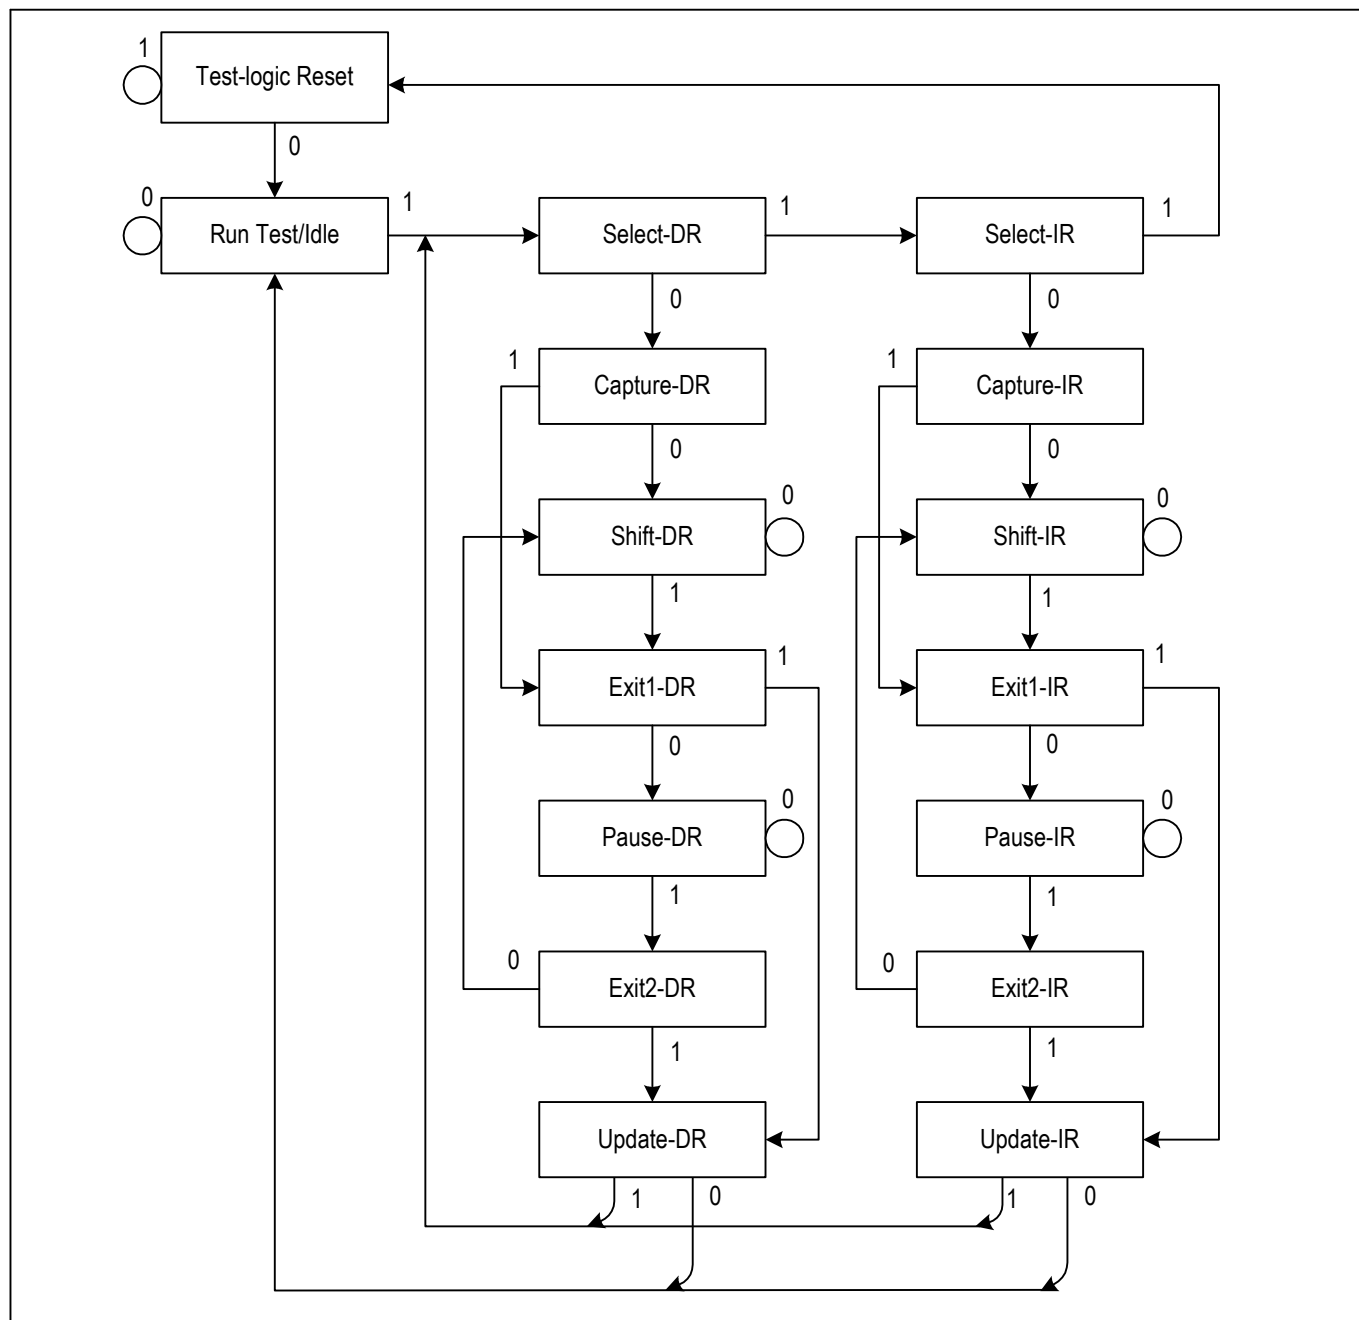 1
Test-logic Reset
0
0
Run Test/Idle
1
Select-DR
1
Select-IR
1
0
0
1
Capture-DR
1
Capture-IR
0
0
Shift-DR
0
Shift-IR
0
1
1
Exit1-DR
1
Exit1-IR
1
0
0
Pause-DR
0
Pause-IR
0
1
1
0
Exit2-DR
0
Exit2-IR
1
1
Update-DR
Update-IR
1
0
1
0